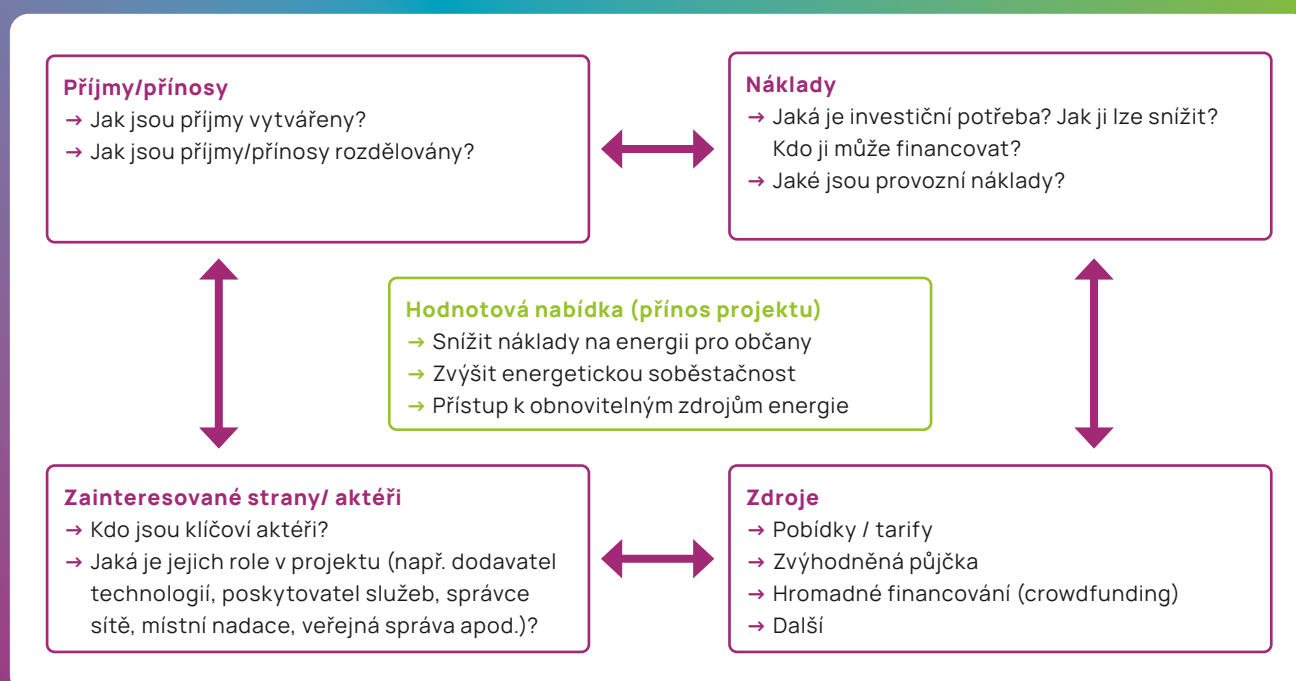 Příjmy/přínosy
→ Jak jsou příjmy vytvářeny?
→ Jak jsou příjmy/přínosy rozdělovány?
Náklady
→ Jaká je investiční potřeba? Jak ji lze snížit?
Kdo ji může financovat?
→ Jaké jsou provozní náklady?
Hodnotová nabídka (přínos projektu)
→ Snížit náklady na energii pro občany
→ Zvýšit energetickou soběstačnost
→ Přístup k obnovitelným zdrojům energie
Zainteresované strany/ aktéři
→ Kdo jsou klíčoví aktéři?
→ Jaká je jejich role v projektu (např. dodavatel
technologií, poskytovatel služeb, správce
sítě, místní nadace, veřejná správa apod.)?
Zdroje
→ Pobídky / tarify
→ Zvýhodněná půjčka
→ Hromadné financování (crowdfunding)
→ Další